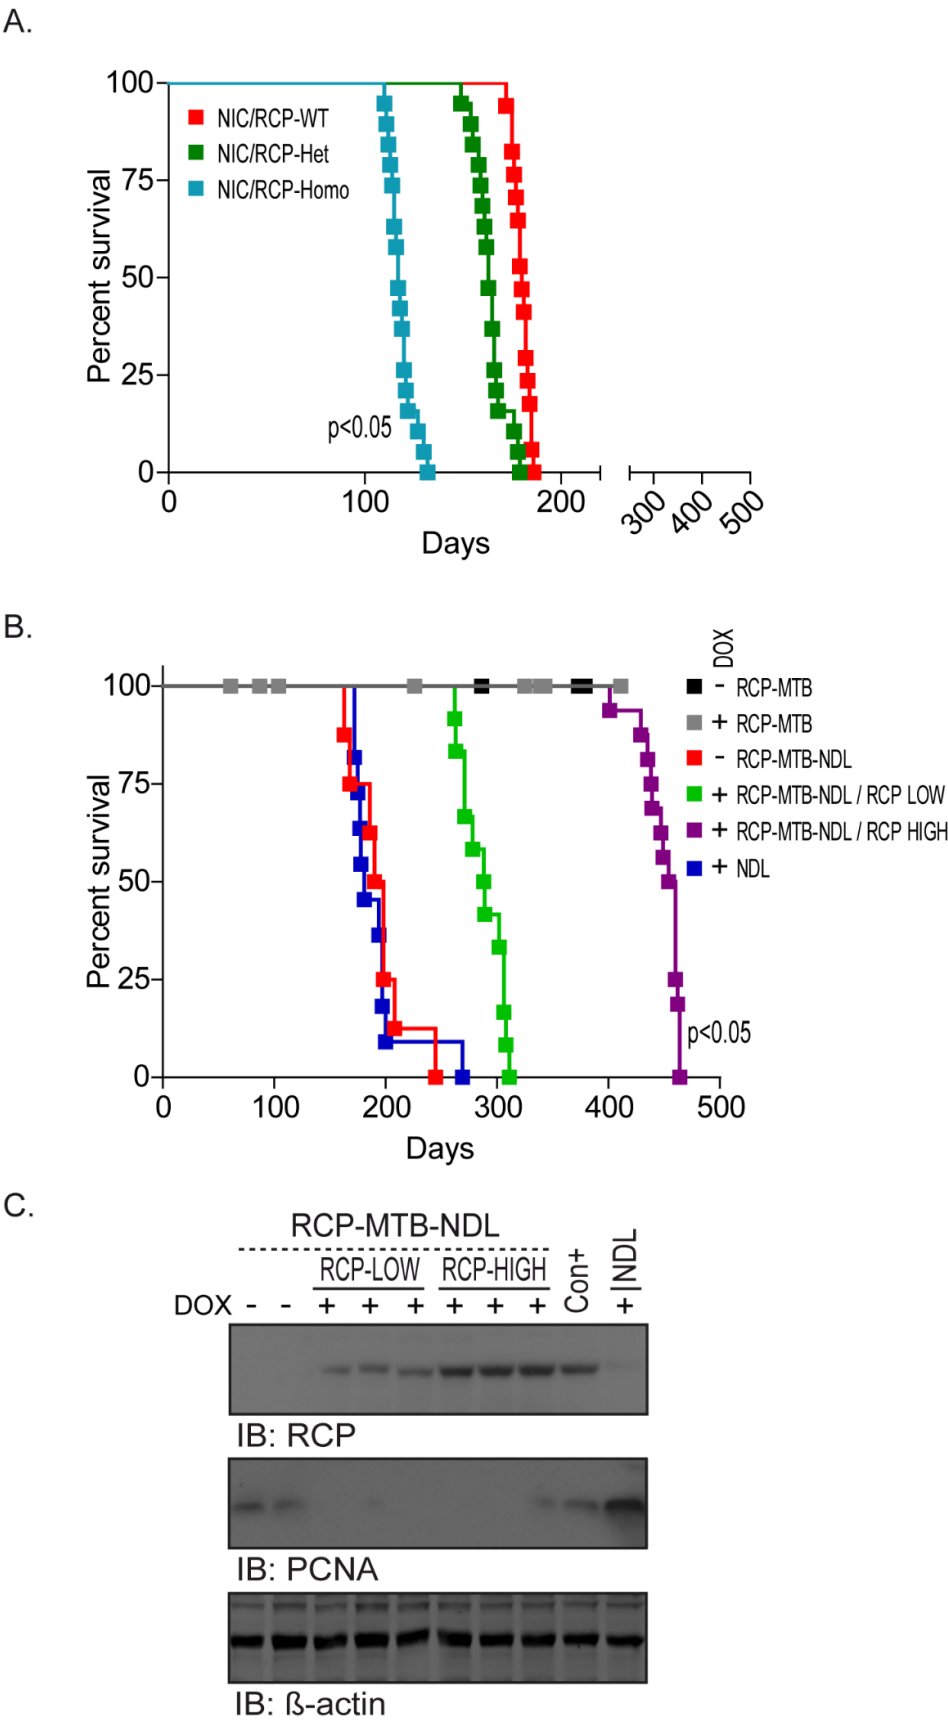 A.
100
75
50
25
0
Percent survival
NIC/RCP-WT
NIC/RCP-Het
NIC/RCP-Homo
p<0.05
0 100 200 300 400 500
Days
B.
DOX
100
75
50
25
0
Percent survival
- RCP-MTB
+ RCP-MTB
- RCP-MTB-NDL
+ RCP-MTB-NDL / RCP LOW
+ RCP-MTB-NDL / RCP HIGH
+ NDL
p<0.05
0 100 200 300 400 500
Days
C.
RCP-MTB-NDL
RCP-LOW RCP-HIGH Con+ NDL
DOX - - + + + + + + +
IB: RCP
IB: PCNA
IB: ß-actin